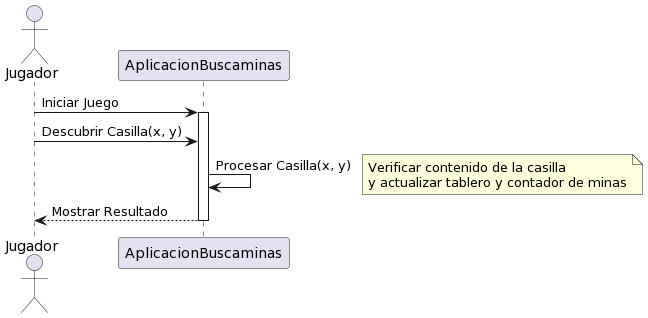 Jugador
AplicacionBuscaminas
Iniciar Juego
Descubrir Casilla(x, y)
Procesar Casilla(x, y)
Verificar contenido de la casilla
y actualizar tablero y contador de minas
Mostrar Resultado
Jugador
AplicacionBuscaminas